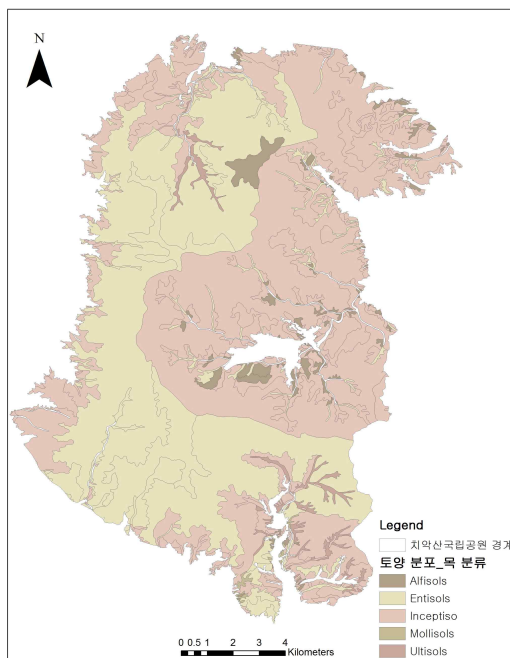 N
Legend
치악산국립공원 경계
토양 분포_목 분류
Alfisols
Entisols
Inceptiso
Mollisols
Ultisols
0 0.5 1 2 3 4
Kilometers